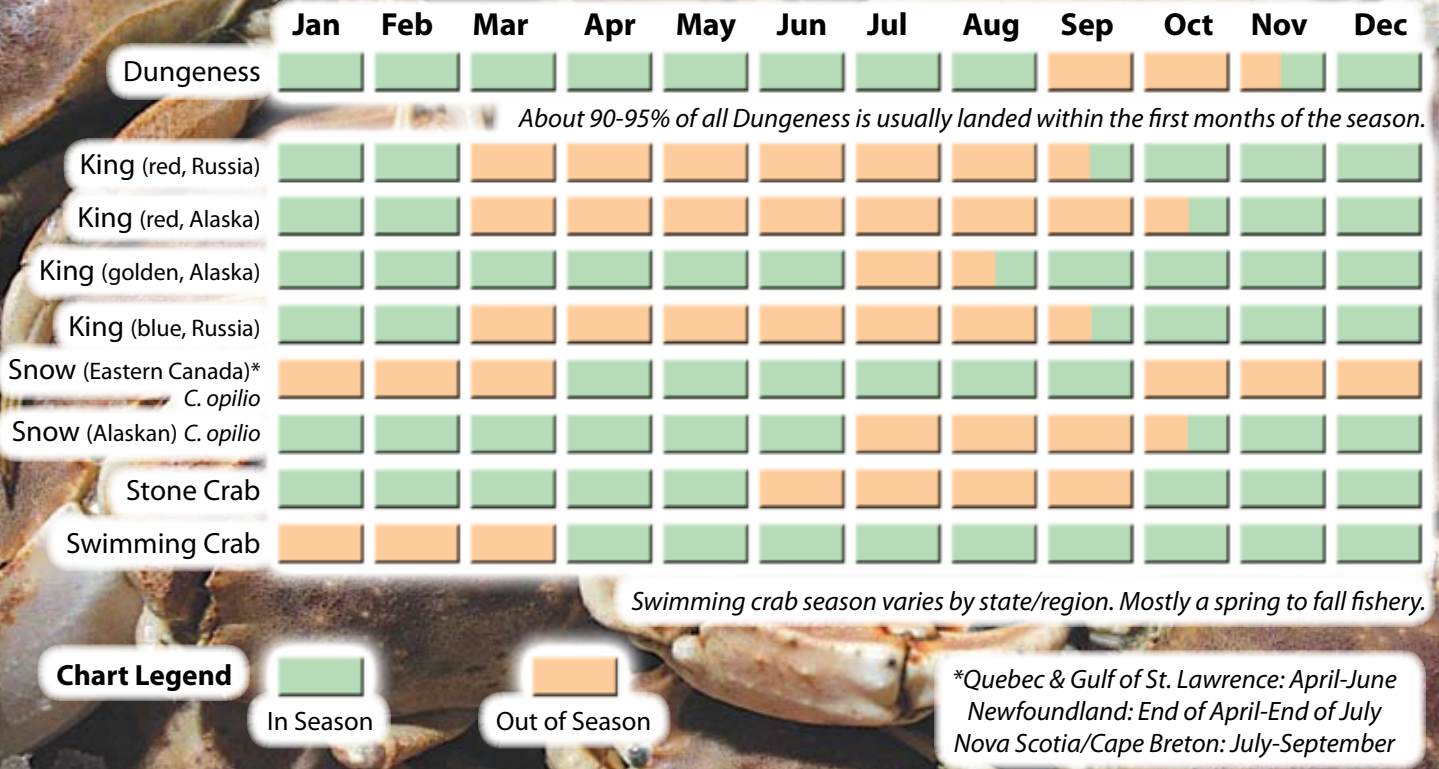 Jan Feb Mar Apr May Jun Jul Aug Sep Oct Nov Dec
Dungeness
About 90-95% of all Dungeness is usually landed within the first months of the season.
King (red, Russia)
King (red, Alaska)
King (golden, Alaska)
King (blue, Russia)
Snow (Eastern Canada)*
C. opilio
Snow (Alaskan) C. opilio
Stone Crab
Swimming Crab
Swimming crab season varies by state/region. Mostly a spring to fall fishery.
Chart Legend
In Season
Out of Season
*Quebec & Gulf of St. Lawrence: April-June
Newfoundland: End of April-End of July
Nova Scotia/Cape Breton: July-September